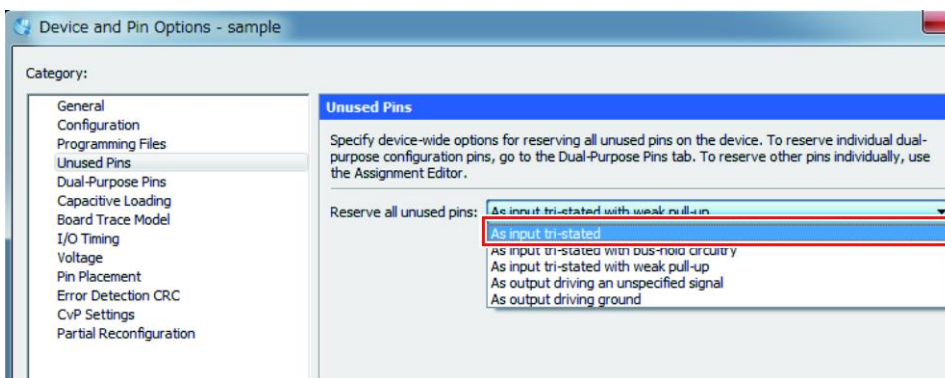 Device and Pin Options - sample
Category:
General
Configuration
Programming Files
Unused Pins
Dual-Purpose Pins
Capacitive Loading
Board Trace Model
I/O Timing
Voltage
Pin Placement
Error Detection CRC
CvP Settings
Partial Reconfiguration
Unused Pins
Specify device-wide options for reserving all unused pins on the device. To reserve individual dual-
purpose configuration pins, go to the Dual-Purpose Pins tab. To reserve other pins individually, use
the Assignment Editor.
Reserve all unused pins: As input tri-stated with weak pull-up
As input tri-stated
As input tri-stated with bus-hold circuitry
As input tri-stated with weak pull-up
As output driving an unspecified signal
As output driving ground